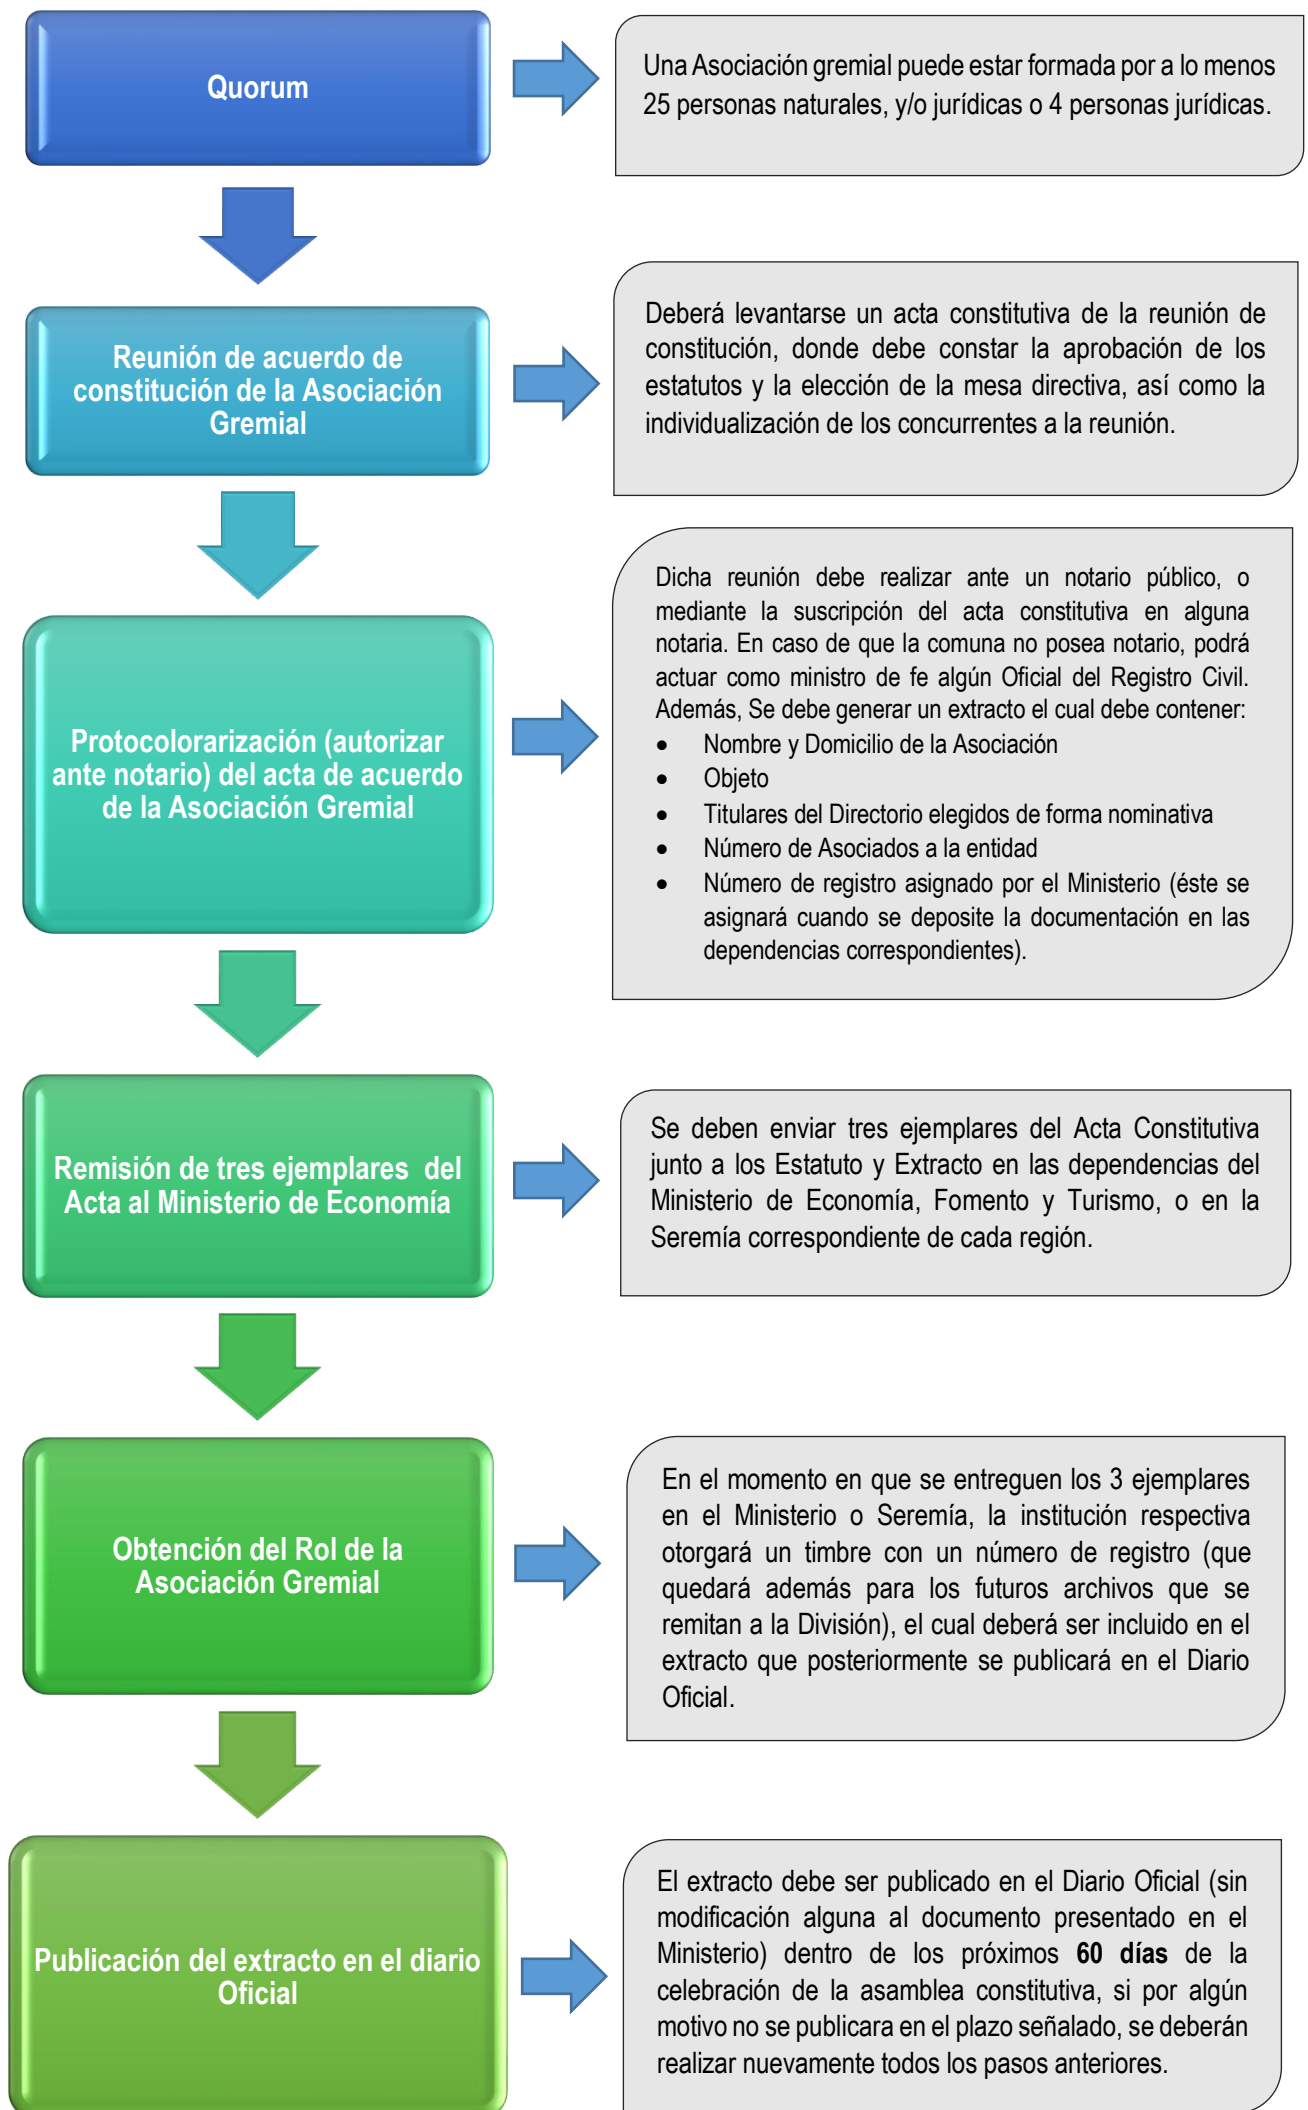 Quorum
Una Asociación gremial puede estar formada por a lo menos
25 personas naturales, y/o jurídicas o 4 personas jurídicas.
Reunión de acuerdo de
constitución de la Asociación
Gremial
Deberá levantarse un acta constitutiva de la reunión de
constitución, donde debe constar la aprobación de los
estatutos y la elección de la mesa directiva, así como la
individualización de los concurrentes a la reunión.
Protocolorarización (autorizar
ante notario) del acta de acuerdo
de la Asociación Gremial
Dicha reunión debe realizar ante un notario público, o
mediante la suscripción del acta constitutiva en alguna
notaria. En caso de que la comuna no posea notario, podrá
actuar como ministro de fe algún Oficial del Registro Civil.
Además, Se debe generar un extracto el cual debe contener:
• Nombre y Domicilio de la Asociación
• Objeto
• Titulares del Directorio elegidos de forma nominativa
• Número de Asociados a la entidad
• Número de registro asignado por el Ministerio (éste se
asignará cuando se deposite la documentación en las
dependencias correspondientes).
Remisión de tres ejemplares del
Acta al Ministerio de Economía
Se deben enviar tres ejemplares del Acta Constitutiva
junto a los Estatuto y Extracto en las dependencias del
Ministerio de Economía, Fomento y Turismo, o en la
Seremía correspondiente de cada región.
Obtención del Rol de la
Asociación Gremial
En el momento en que se entreguen los 3 ejemplares
en el Ministerio o Seremía, la institución respectiva
otorgará un timbre con un número de registro (que
quedará además para los futuros archivos que se
remitan a la División), el cual deberá ser incluido en el
extracto que posteriormente se publicará en el Diario
Oficial.
Publicación del extracto en el diario
Oficial
El extracto debe ser publicado en el Diario Oficial (sin
modificación alguna al documento presentado en el
Ministerio) dentro de los próximos 60 días de la
celebración de la asamblea constitutiva, si por algún
motivo no se publicara en el plazo señalado, se deberán
realizar nuevamente todos los pasos anteriores.